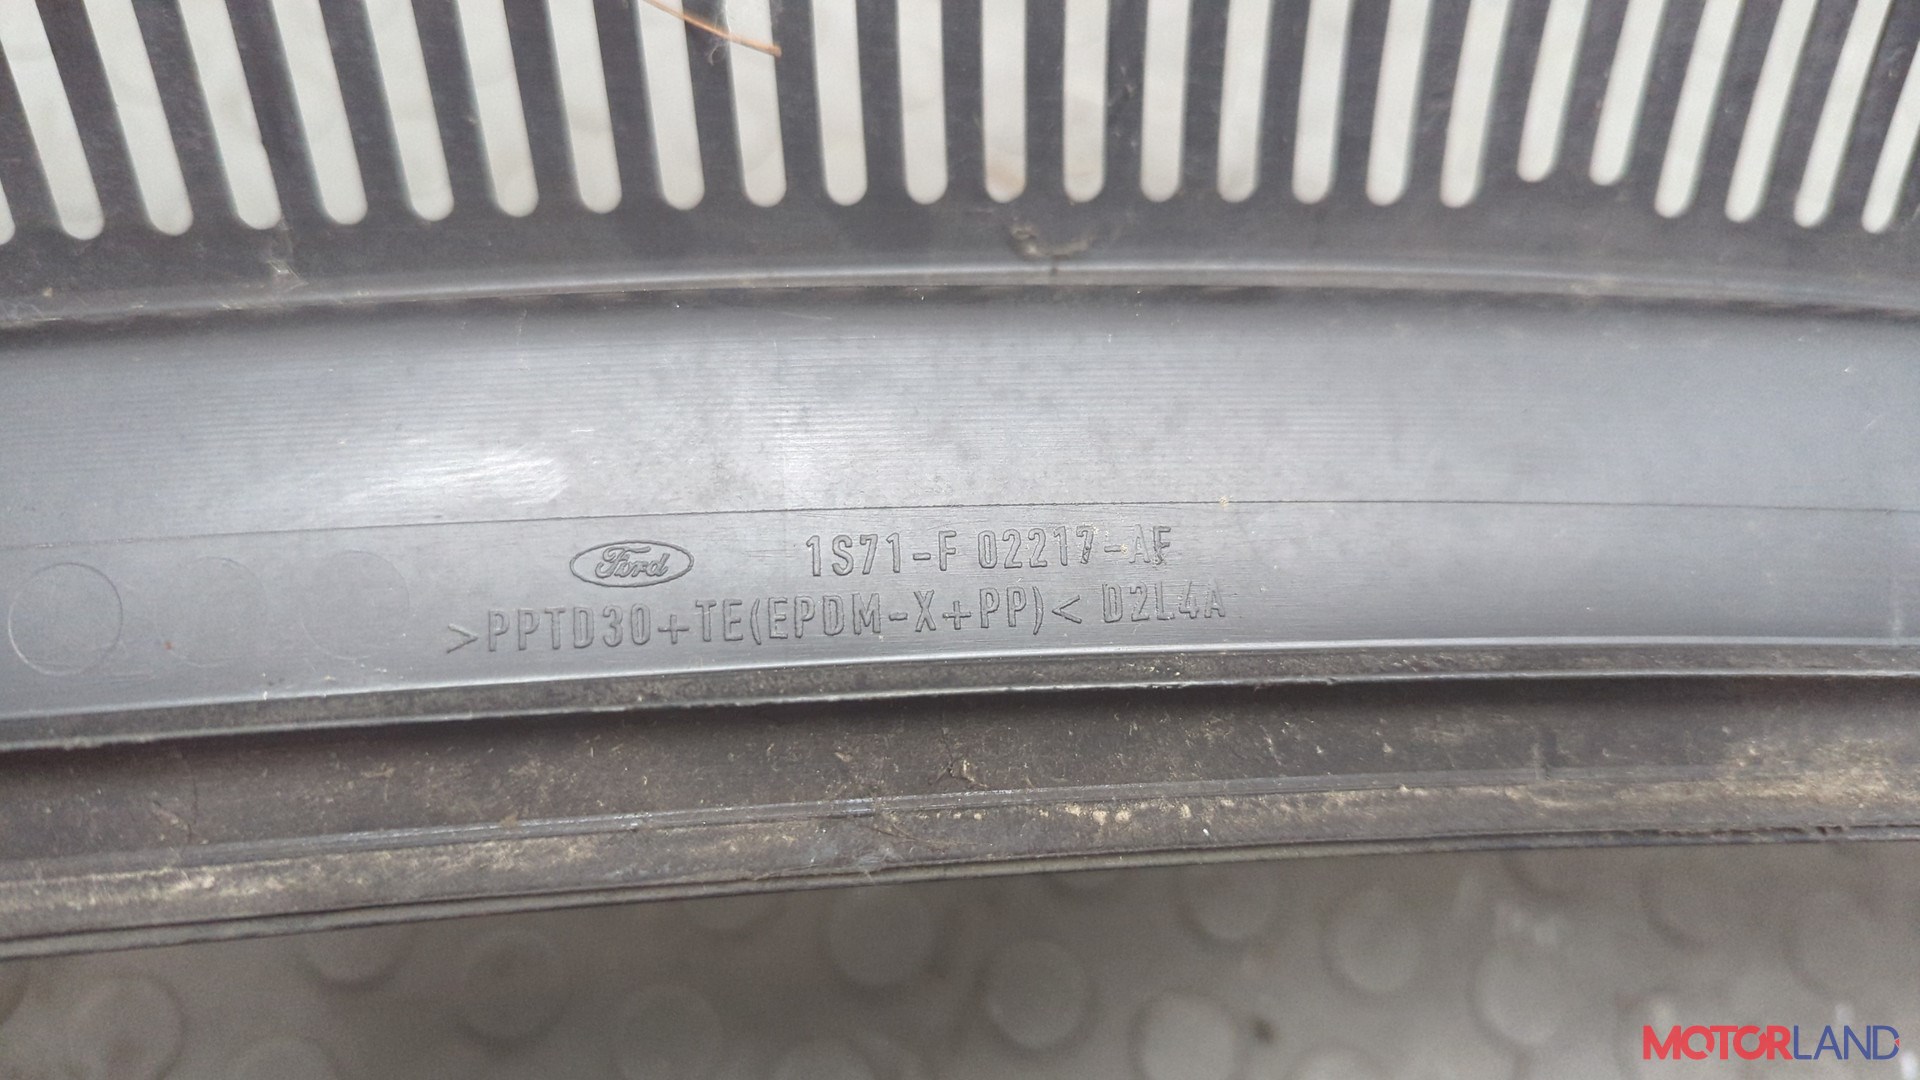 Ford 1S71-F 02217-AF
>PPTD30+TE(EPDM-X+PP)< D2L4A
MOTORLAND